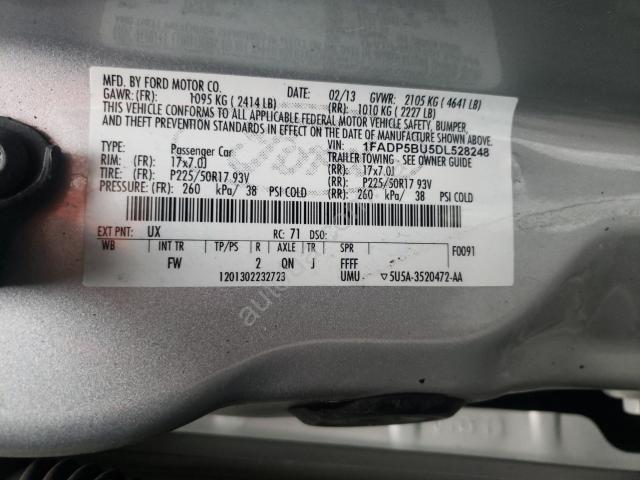 MFD. BY FORD MOTOR CO.
DATE: 02/13 GVWR: 2105 KG (4641 LB)
GAWR: (FR): 1095 KG (2414 LB) (RR): 1010 KG (2227 LB)
THIS VEHICLE CONFORMS TO ALL APPLICABLE FEDERAL MOTOR VEHICLE SAFETY, BUMPER,
AND THEFT PREVENTION STANDARDS IN EFFECT ON THE DATE OF MANUFACTURE SHOWN ABOVE.
VIN: 1FADP5BU5DL528248
TYPE: Passenger Car TRAILER TOWING - SEE OWNER GUIDE
RIM: (FR): 17x7.0J (RR): 17x7.0J
TIRE: (FR): P225/50R17 93V (RR): P225/50R17 93V
PRESSURE: (FR): 260 kPa/ 38 PSI COLD (RR): 260 kPa/ 38 PSI COLD
EXT PNT: UX RC: 71 DSO:
WB INT TR TP/PS R AXLE TR SPR F0091
FW 2 QN J FFFF
1201302232723 UMU ▽5U5A-3520472-AA